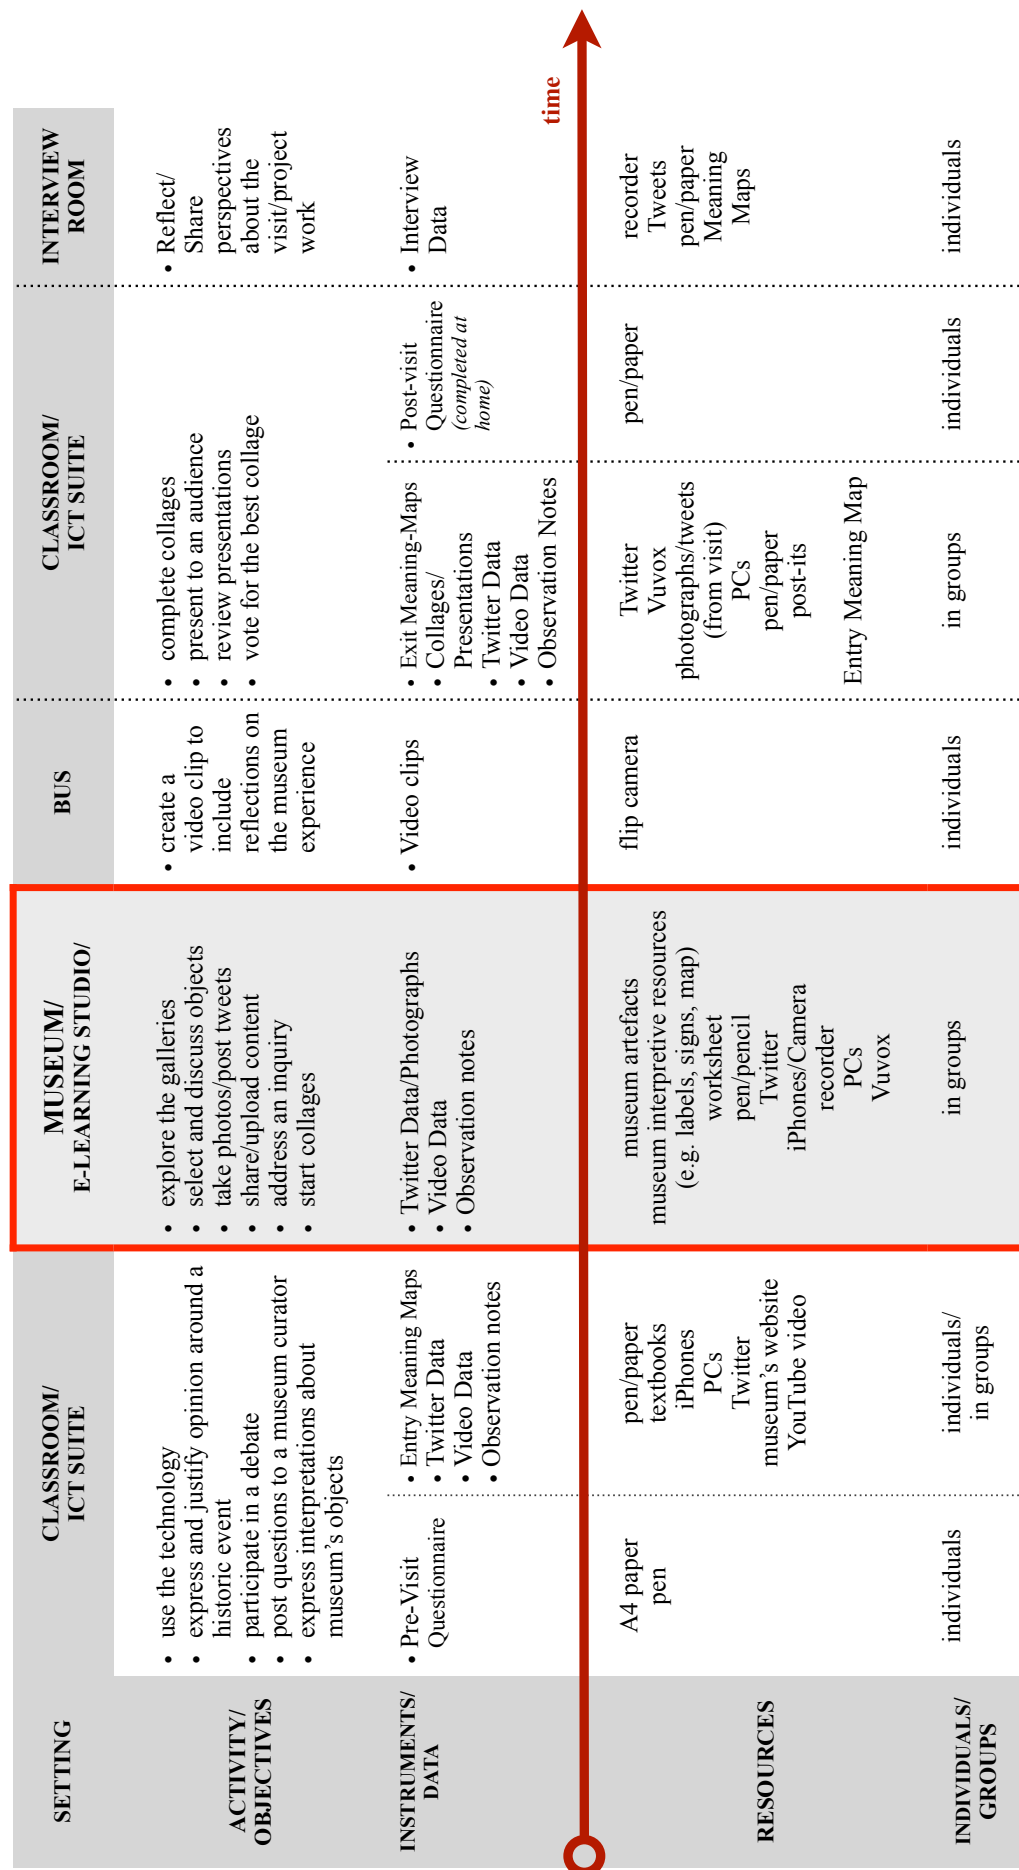 SETTING
CLASSROOM/
ICT SUITE
MUSEUM/
E-LEARNING STUDIO/
BUS
CLASSROOM/
ICT SUITE
INTERVIEW
ROOM
ACTIVITY/
OBJECTIVES
• use the technology
• express and justify opinion around a
historic event
• participate in a debate
• post questions to a museum curator
• express interpretations about
museum's objects
• explore the galleries
• select and discuss objects
• take photos/post tweets
• share/upload content
• address an inquiry
• start collages
• create a
video clip to
include
reflections on
the museum
experience
• complete collages
• present to an audience
• review presentations
• vote for the best collage
• Reflect/
Share
perspectives
about the
visit/project
work
INSTRUMENTS/
DATA
• Pre-Visit
Questionnaire
• Entry Meaning Maps
• Twitter Data
• Video Data
• Observation notes
• Twitter Data/Photographs
• Video Data
• Observation notes
• Video clips
• Exit Meaning-Maps
• Collages/
Presentations
• Twitter Data
• Video Data
• Observation Notes
• Post-visit
Questionnaire
(completed at
home)
• Interview
Data
time
RESOURCES
A4 paper
pen
pen/paper
textbooks
iPhones
PCs
Twitter
museum's website
YouTube video
museum artefacts
museum interpretive resources
(e.g. labels, signs, map)
worksheet
pen/pencil
Twitter
iPhones/Camera
recorder
PCs
Vuvox
flip camera
Twitter
Vuvox
photographs/tweets
(from visit)
PCs
pen/paper
post-its
Entry Meaning Map
pen/paper
recorder
Tweets
pen/paper
Meaning
Maps
INDIVIDUALS/
GROUPS
individuals
individuals/
in groups
in groups
individuals
in groups
individuals
individuals